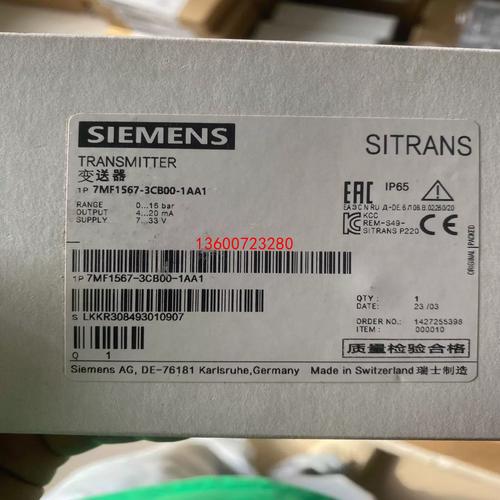 SIEMENS
SITRANS
TRANSMITTER
变送器
1P 7MF1567-3CB00-1AA1
RANGE 0...16 bar
OUTPUT 4...20 mA
SUPPLY 7...33 V
EAC IP65
KCC
REM-S49-
SITRANS P220
ORIGINAL PACKED
13600723280
1P 7MF1567-3CB00-1AA1
S LKKR308493010907
QTY : 1
DATE: 23/03
ORDER NO.: 1427255398
ITEM : 000010
Q 1
质量检验合格
Siemens AG, DE-76181 Karlsruhe,Germany Made in Switzerland 瑞士制造